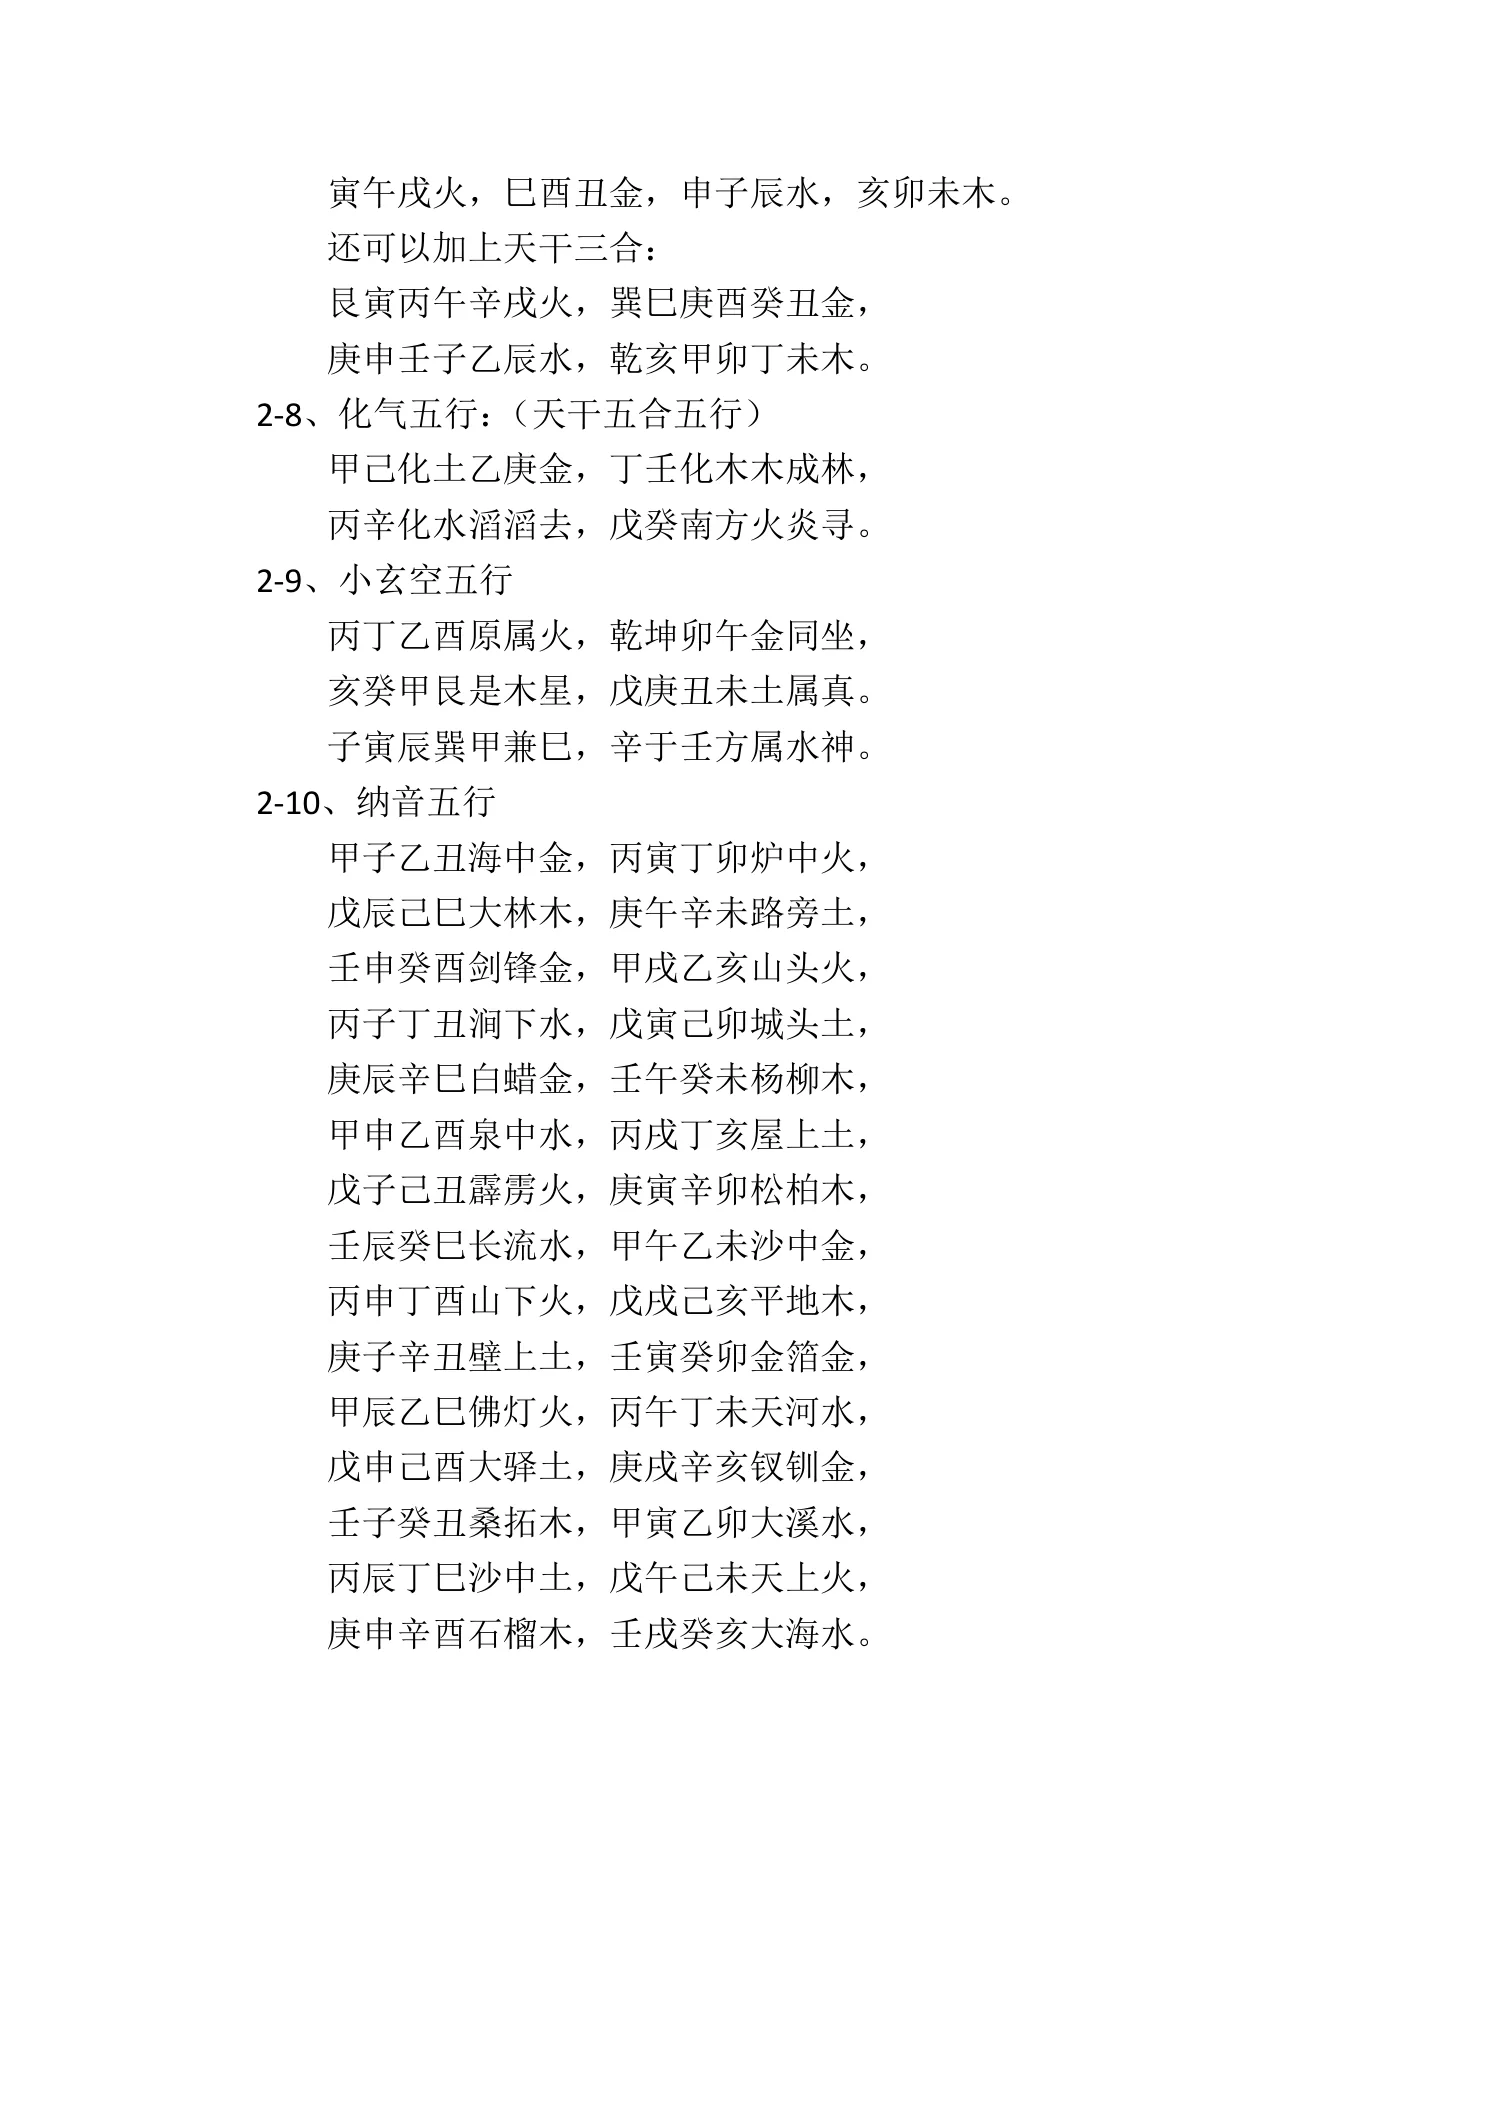 寅午戌火，巳酉丑金，申子辰水，亥卯未木。
还可以加上天干三合：
艮寅丙午辛戌火，巽巳庚酉癸丑金，
庚申壬子乙辰水，乾亥甲卯丁未木。
2-8、化气五行：（天干五合五行）
甲己化土乙庚金，丁壬化木木成林，
丙辛化水滔滔去，戊癸南方火炎寻。
2-9、小玄空五行
丙丁乙酉原属火，乾坤卯午金同坐，
亥癸甲艮是木星，戊庚丑未土属真。
子寅辰巽甲兼巳，辛于壬方属水神。
2-10、纳音五行
甲子乙丑海中金，丙寅丁卯炉中火，
戊辰己巳大林木，庚午辛未路旁土，
壬申癸酉剑锋金，甲戌乙亥山头火，
丙子丁丑涧下水，戊寅己卯城头土，
庚辰辛巳白蜡金，壬午癸未杨柳木，
甲申乙酉泉中水，丙戌丁亥屋上土，
戊子己丑霹雳火，庚寅辛卯松柏木，
壬辰癸巳长流水，甲午乙未沙中金，
丙申丁酉山下火，戊戌己亥平地木，
庚子辛丑壁上土，壬寅癸卯金箔金，
甲辰乙巳佛灯火，丙午丁未天河水，
戊申己酉大驿土，庚戌辛亥钗钏金，
壬子癸丑桑拓木，甲寅乙卯大溪水，
丙辰丁巳沙中土，戊午己未天上火，
庚申辛酉石榴木，壬戌癸亥大海水。